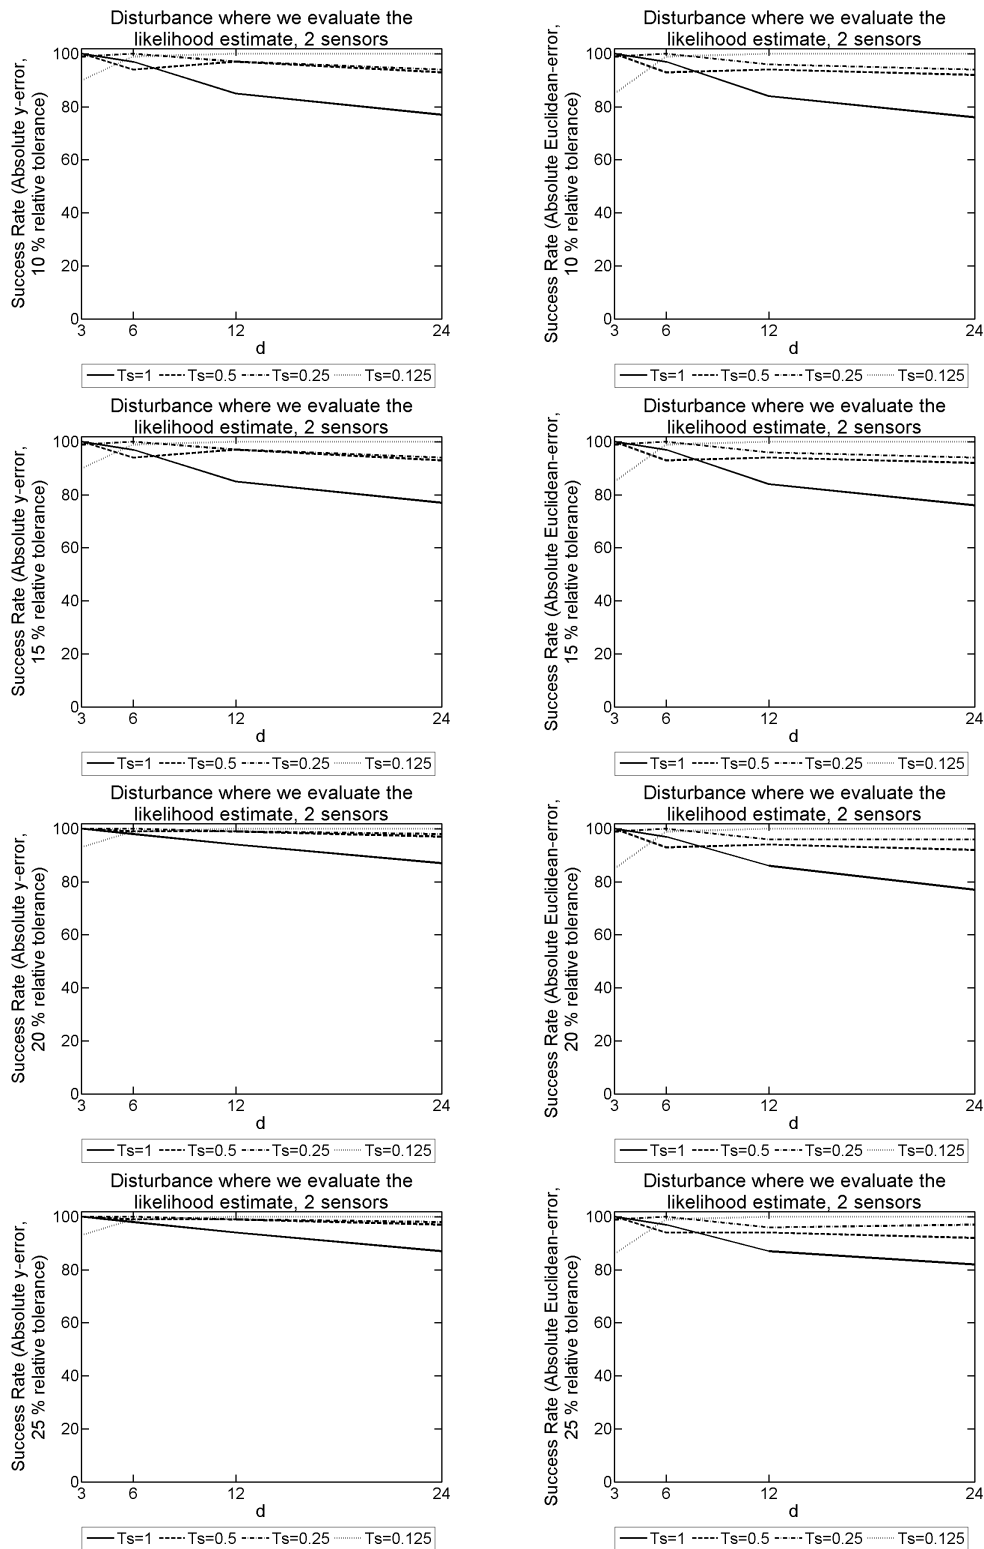 Disturbance where we evaluate the
likelihood estimate, 2 sensors
Success Rate (Absolute y-error,
10 % relative tolerance)
100
80
60
40
20
0
3 6 12 24
d
Ts=1 Ts=0.5 Ts=0.25 Ts=0.125
Disturbance where we evaluate the
likelihood estimate, 2 sensors
Success Rate (Absolute Euclidean-error,
10 % relative tolerance)
100
80
60
40
20
0
3 6 12 24
d
Ts=1 Ts=0.5 Ts=0.25 Ts=0.125
Disturbance where we evaluate the
likelihood estimate, 2 sensors
Success Rate (Absolute y-error,
15 % relative tolerance)
100
80
60
40
20
0
3 6 12 24
d
Ts=1 Ts=0.5 Ts=0.25 Ts=0.125
Disturbance where we evaluate the
likelihood estimate, 2 sensors
Success Rate (Absolute Euclidean-error,
15 % relative tolerance)
100
80
60
40
20
0
3 6 12 24
d
Ts=1 Ts=0.5 Ts=0.25 Ts=0.125
Disturbance where we evaluate the
likelihood estimate, 2 sensors
Success Rate (Absolute y-error,
20 % relative tolerance)
100
80
60
40
20
0
3 6 12 24
d
Ts=1 Ts=0.5 Ts=0.25 Ts=0.125
Disturbance where we evaluate the
likelihood estimate, 2 sensors
Success Rate (Absolute Euclidean-error,
20 % relative tolerance)
100
80
60
40
20
0
3 6 12 24
d
Ts=1 Ts=0.5 Ts=0.25 Ts=0.125
Disturbance where we evaluate the
likelihood estimate, 2 sensors
Success Rate (Absolute y-error,
25 % relative tolerance)
100
80
60
40
20
0
3 6 12 24
d
Ts=1 Ts=0.5 Ts=0.25 Ts=0.125
Disturbance where we evaluate the
likelihood estimate, 2 sensors
Success Rate (Absolute Euclidean-error,
25 % relative tolerance)
100
80
60
40
20
0
3 6 12 24
d
Ts=1 Ts=0.5 Ts=0.25 Ts=0.125